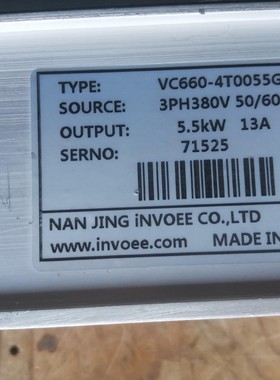 TYPE: VC660-4T0055G
SOURCE: 3PH380V 50/60
OUTPUT: 5.5kW 13A
SERNO: 71525
NAN JING iNVOEE CO.,LTD
www.invoee.com MADE IN